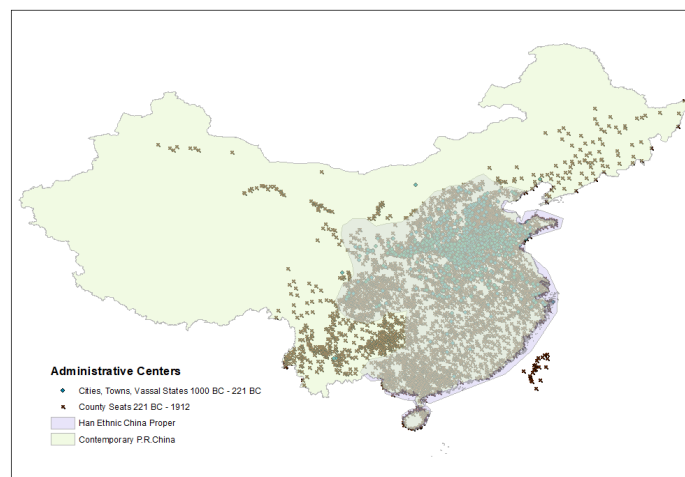 Administrative Centers
Cities, Towns, Vassal States 1000 BC - 221 BC
County Seats 221 BC - 1912
Han Ethnic China Proper
Contemporary P.R.China